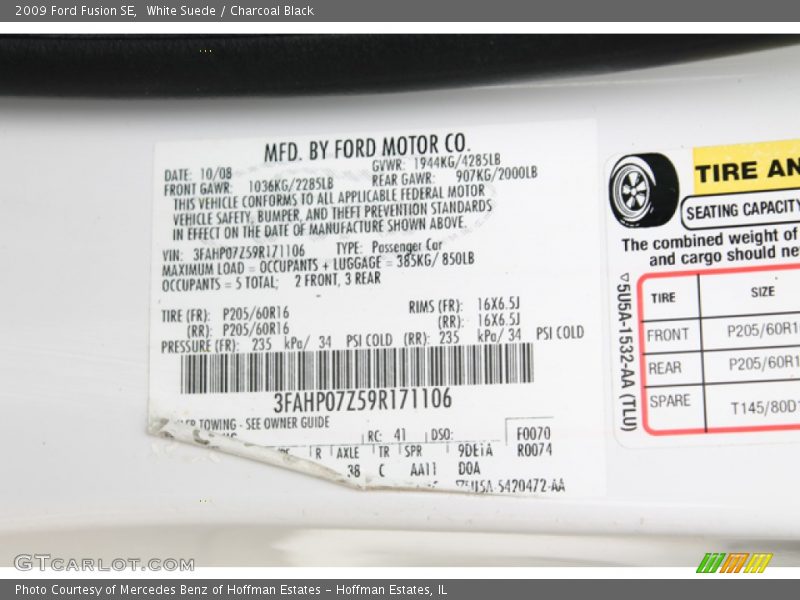 2009 Ford Fusion SE, White Suede / Charcoal Black
MFD. BY FORD MOTOR CO.
DATE: 10/08 GVWR: 1944KG/4285LB
FRONT GAWR: 1036KG/2285LB REAR GAWR: 907KG/2000LB
THIS VEHICLE CONFORMS TO ALL APPLICABLE FEDERAL MOTOR
VEHICLE SAFETY, BUMPER, AND THEFT PREVENTION STANDARDS
IN EFFECT ON THE DATE OF MANUFACTURE SHOWN ABOVE.
VIN: 3FAHP07Z59R171106 TYPE: Passenger Car
MAXIMUM LOAD = OCCUPANTS + LUGGAGE = 385KG/ 850LB
OCCUPANTS = 5 TOTAL; 2 FRONT, 3 REAR
TIRE (FR): P205/60R16 RIMS (FR): 16X6.5J
(RR): P205/60R16 (RR): 16X6.5J
PRESSURE (FR): 235 kPa/ 34 PSI COLD (RR): 235 kPa/ 34 PSI COLD
3FAHP07Z59R171106
TOWING - SEE OWNER GUIDE
RC: 41 DSO: F0070
R AXLE TR SPR 9DE1A R0074
38 C AA11 D0A
5U5A-5420472-AA
TIRE AN
SEATING CAPACITY
The combined weight of
and cargo should ne
TIRE SIZE
FRONT P205/60R1
REAR P205/60R1
SPARE T145/80D1
5U5A-1532-AA (TLU)
GTCARLOT.COM
Photo Courtesy of Mercedes Benz of Hoffman Estates - Hoffman Estates, IL